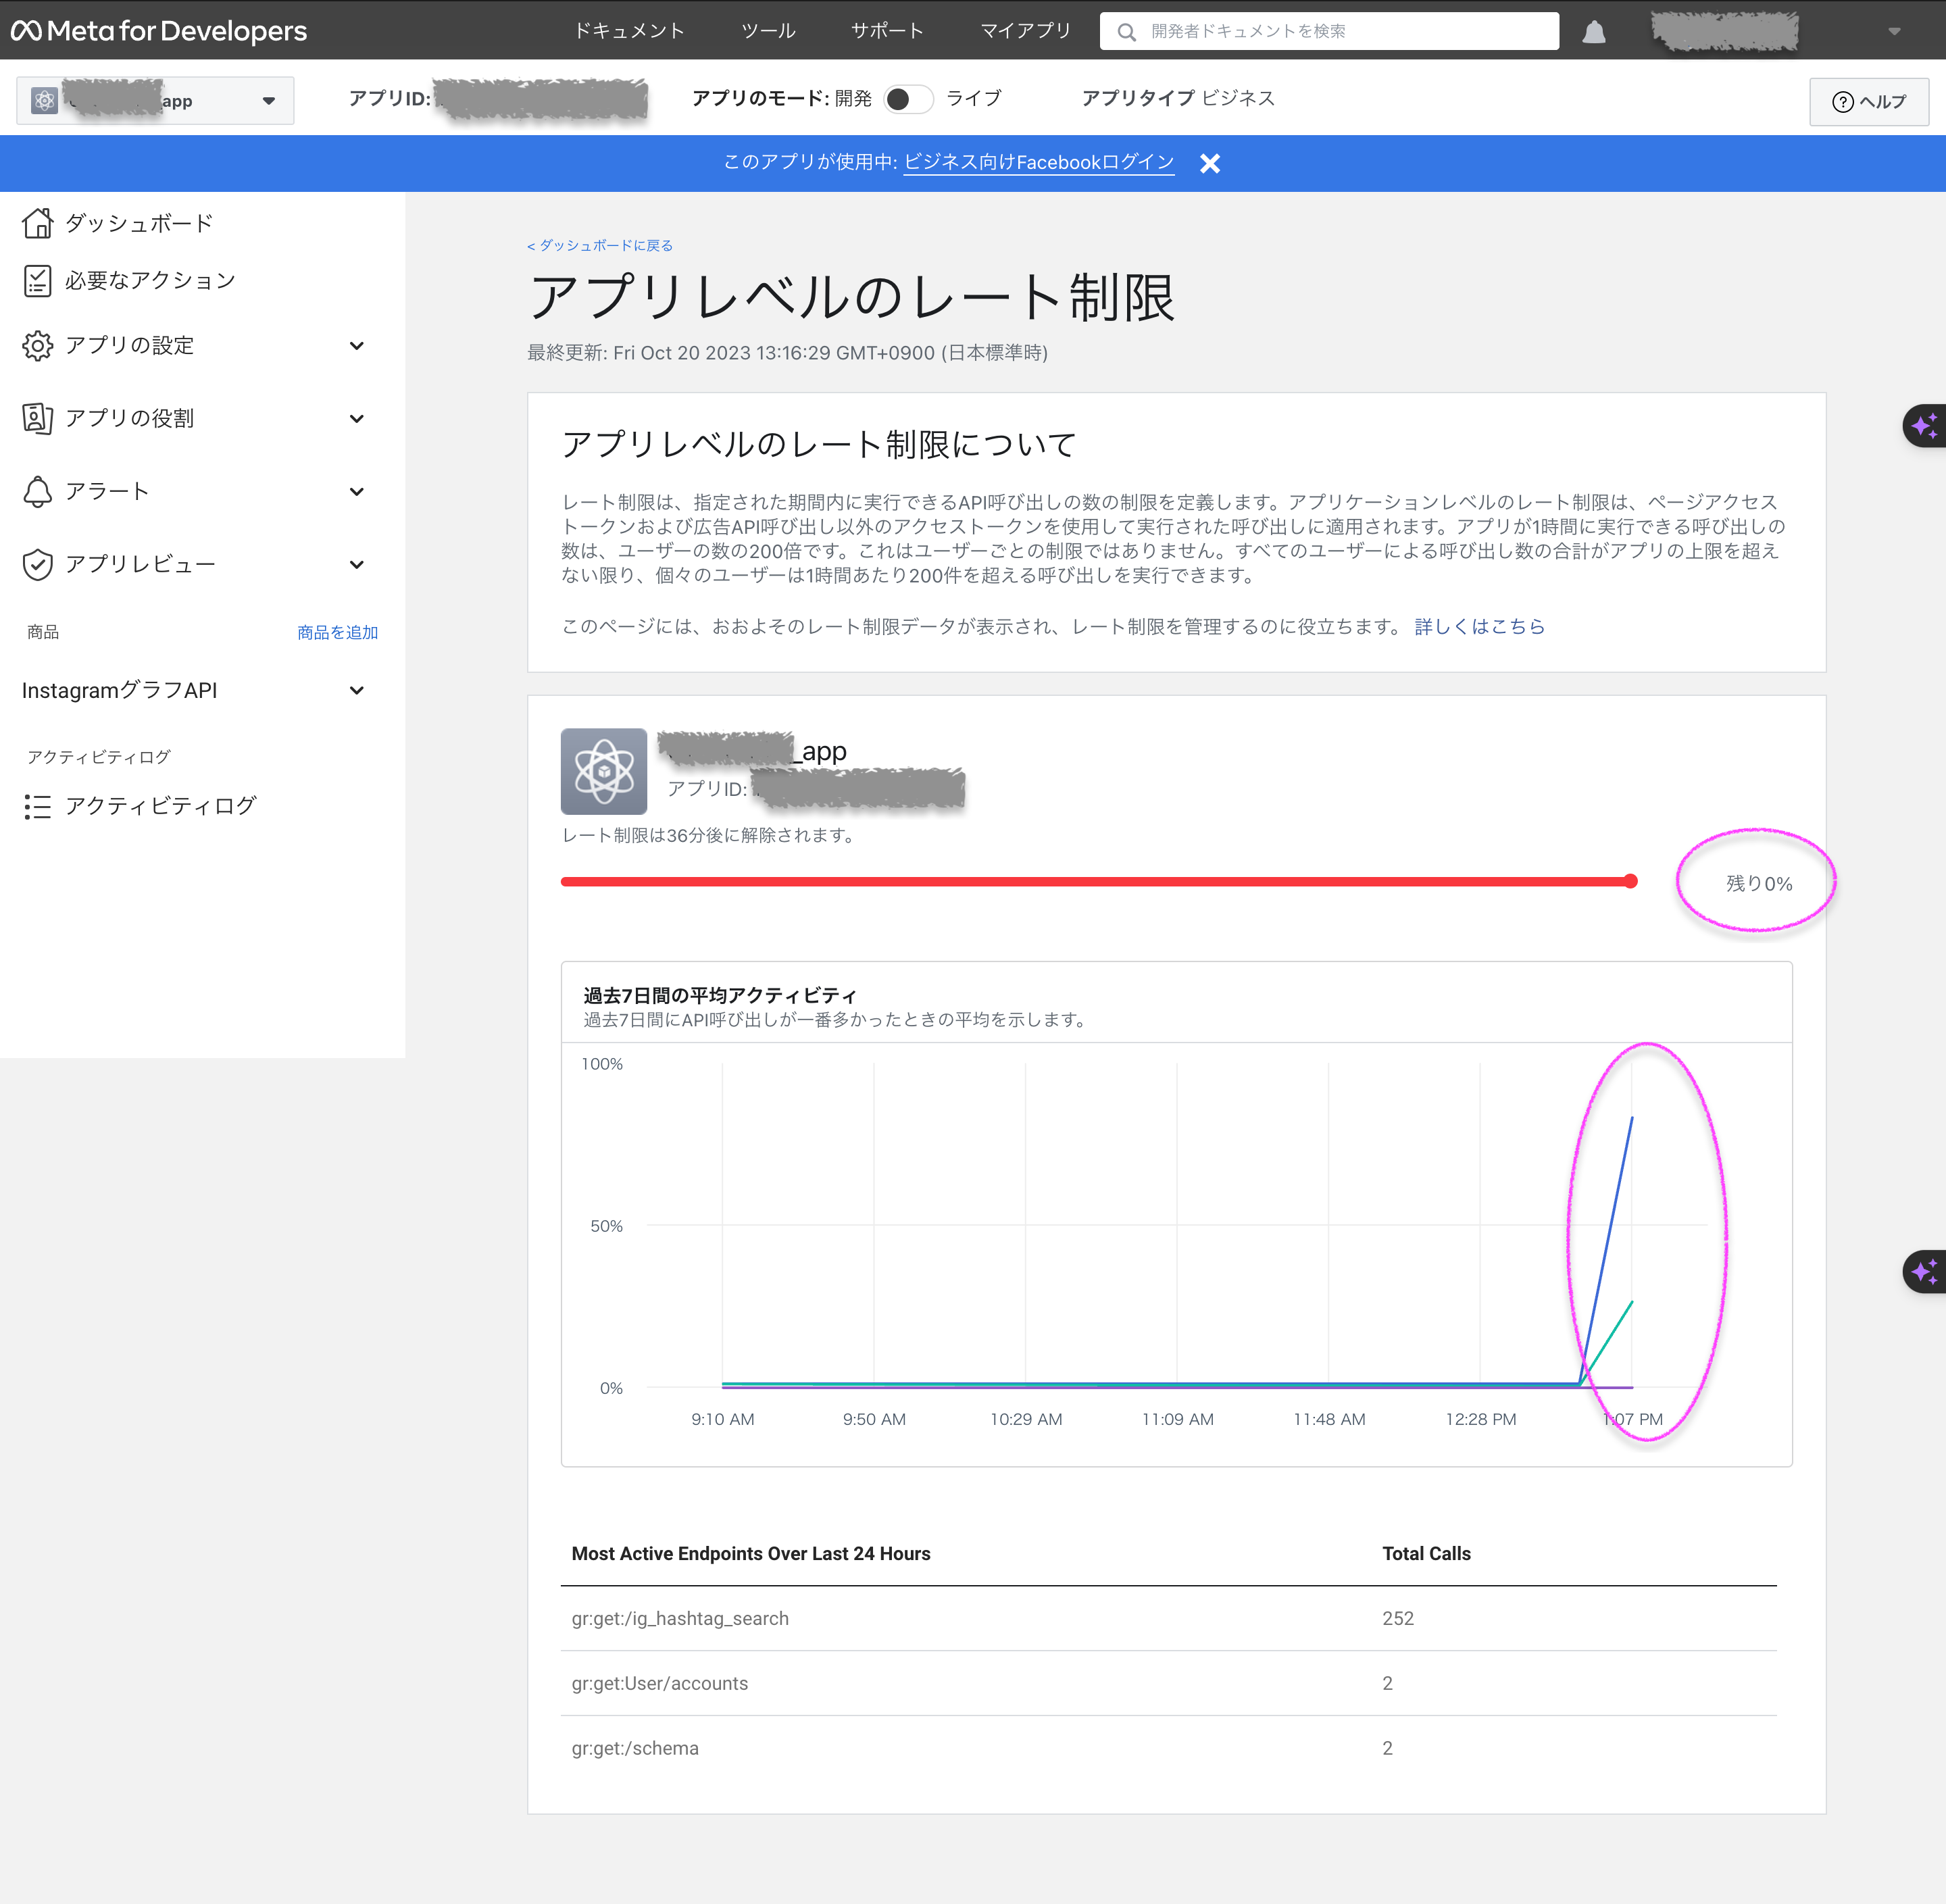 Meta for Developers
ドキュメント
ツール
サポート
マイアプリ
開発者ドキュメントを検索
app
アプリID:
アプリのモード: 開発
ライブ
アプリタイプ ビジネス
ヘルプ
このアプリが使用中: ビジネス向けFacebookログイン
ダッシュボード
必要なアクション
アプリの設定
アプリの役割
アラート
アプリレビュー
商品
商品を追加
InstagramグラフAPI
アクティビティログ
アクティビティログ
< ダッシュボードに戻る
アプリレベルのレート制限
最終更新: Fri Oct 20 2023 13:16:29 GMT+0900 (日本標準時)
アプリレベルのレート制限について
レート制限は、指定された期間内に実行できるAPI呼び出しの数の制限を定義します。アプリケーションレベルのレート制限は、ページアクセス
トークンおよび広告API呼び出し以外のアクセストークンを使用して実行された呼び出しに適用されます。アプリが1時間に実行できる呼び出しの
数は、ユーザーの数の200倍です。これはユーザーごとの制限ではありません。すべてのユーザーによる呼び出し数の合計がアプリの上限を超え
ない限り、個々のユーザーは1時間あたり200件を超える呼び出しを実行できます。
このページには、おおよそのレート制限データが表示され、レート制限を管理するのに役立ちます。 詳しくはこちら
_app
アプリID:
レート制限は36分後に解除されます。
残り0%
過去7日間の平均アクティビティ
過去7日間にAPI呼び出しが一番多かったときの平均を示します。
100%
50%
0%
9:10 AM
9:50 AM
10:29 AM
11:09 AM
11:48 AM
12:28 PM
1:07 PM
Most Active Endpoints Over Last 24 Hours
Total Calls
gr:get:/ig_hashtag_search
252
gr:get:User/accounts
2
gr:get:/schema
2